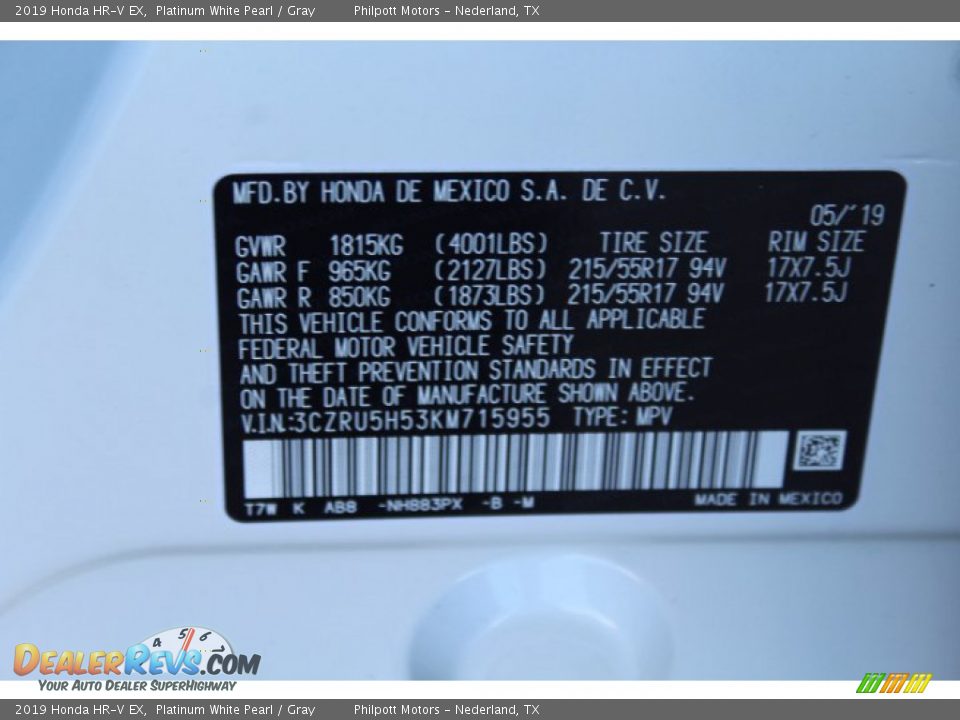 2019 Honda HR-V EX, Platinum White Pearl / Gray Philpott Motors - Nederland, TX
MFD.BY HONDA DE MEXICO S.A. DE C.V.
05/'19
GVWR 1815KG (4001LBS) TIRE SIZE RIM SIZE
GAWR F 965KG (2127LBS) 215/55R17 94V 17X7.5J
GAWR R 850KG (1873LBS) 215/55R17 94V 17X7.5J
THIS VEHICLE CONFORMS TO ALL APPLICABLE
FEDERAL MOTOR VEHICLE SAFETY
AND THEFT PREVENTION STANDARDS IN EFFECT
ON THE DATE OF MANUFACTURE SHOWN ABOVE.
V.I.N.:3CZRU5H53KM715955 TYPE: MPV
T7W K AB8 -NH883PX -B -M MADE IN MEXICO
4 5 6 7
DEALERREVS.COM
YOUR AUTO DEALER SUPERHIGHWAY
2019 Honda HR-V EX, Platinum White Pearl / Gray Philpott Motors - Nederland, TX